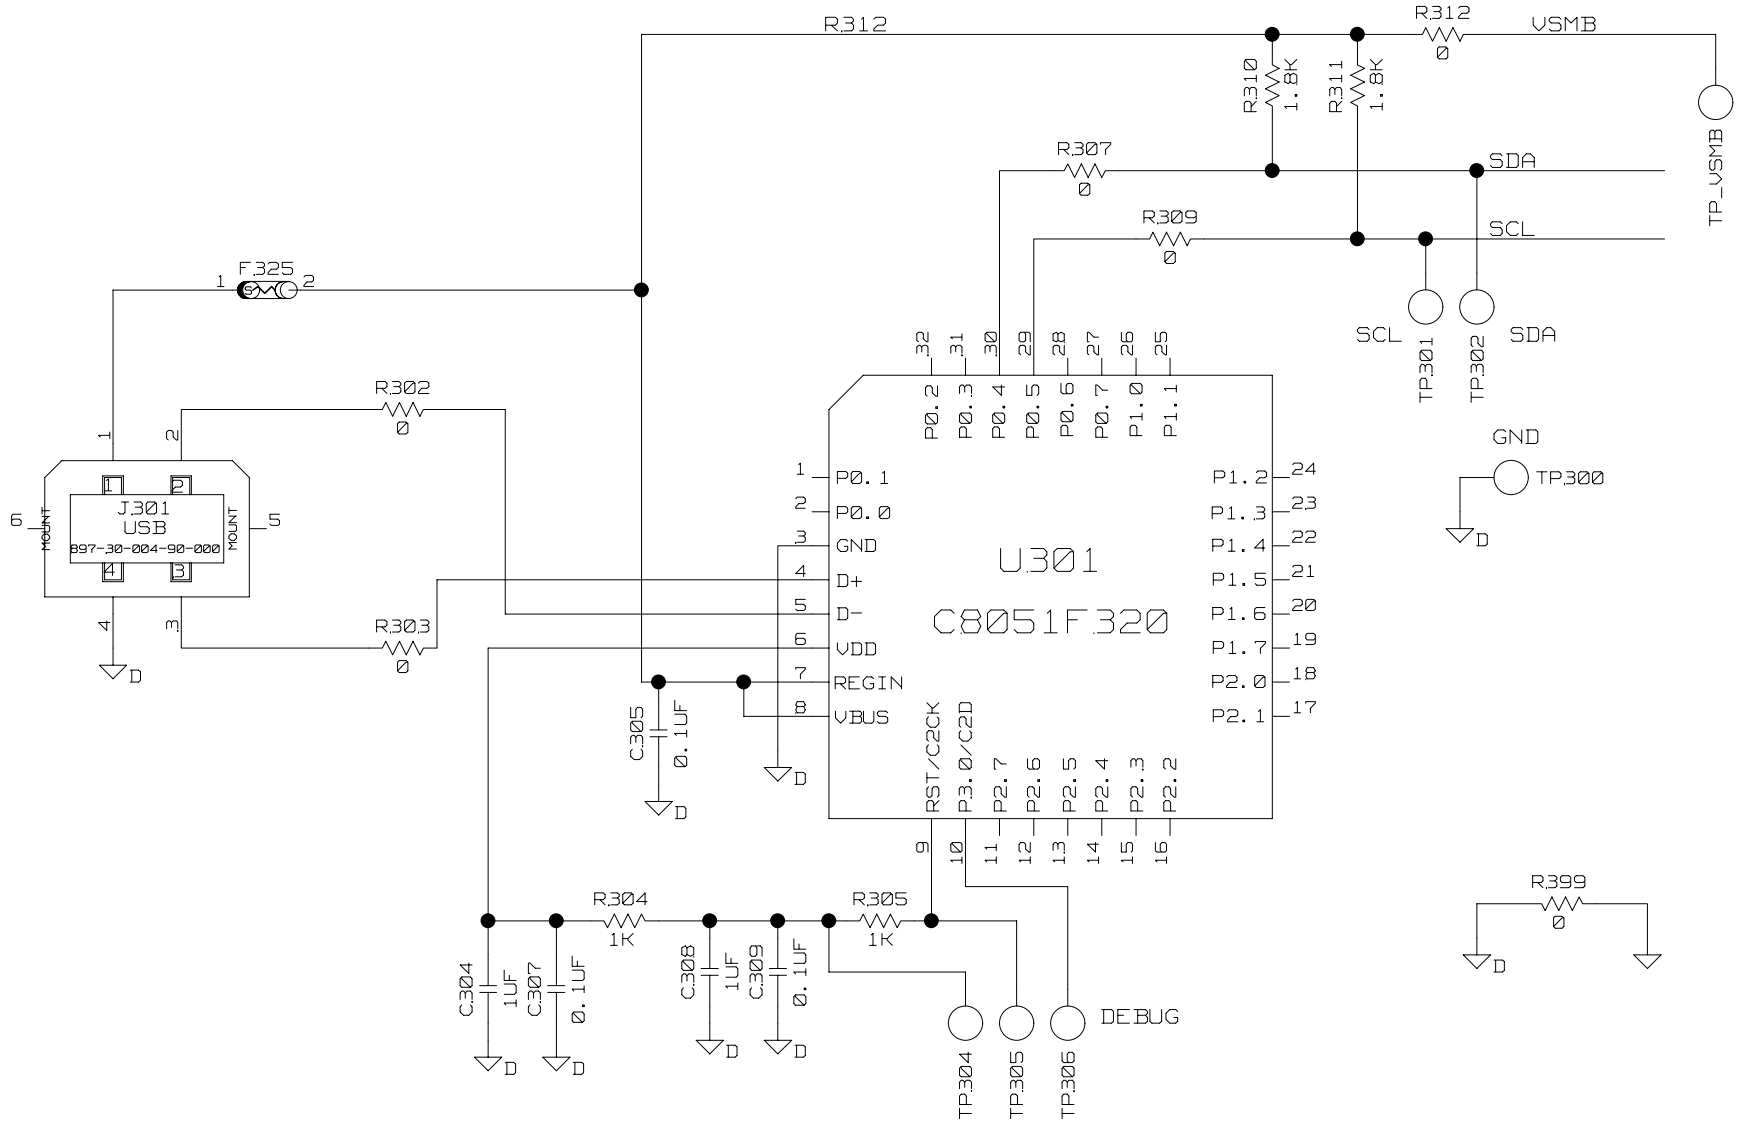 R312
R312
0
VSMB
TP_VSMB
R310
1.8K
R311
1.8K
R307
0
SDA
R309
0
SCL
SCL
TP301
TP302
SDA
1
F325
S
2
R302
0
1
2
1
2
J301
USB
897-30-004-90-000
MOUNT
MOUNT
6
5
4
3
4
3
D
R303
0
32
31
30
29
28
27
26
25
P0.2
P0.3
P0.4
P0.5
P0.6
P0.7
P1.0
P1.1
1
P0.1
2
P0.0
3
GND
4
D+
5
D-
6
VDD
7
REGIN
8
VBUS
U301
C8051F320
P1.2
24
P1.3
23
P1.4
22
P1.5
21
P1.6
20
P1.7
19
P2.0
18
P2.1
17
RST/C2CK
P3.0/C2D
P2.7
P2.6
P2.5
P2.4
P2.3
P2.2
9
10
11
12
13
14
15
16
C305
0.1UF
D
D
GND
TP300
D
R304
1K
R305
1K
C304
1UF
D
C307
0.1UF
D
C308
1UF
D
C309
0.1UF
D
TP304
TP305
TP306
DEBUG
R399
0
D